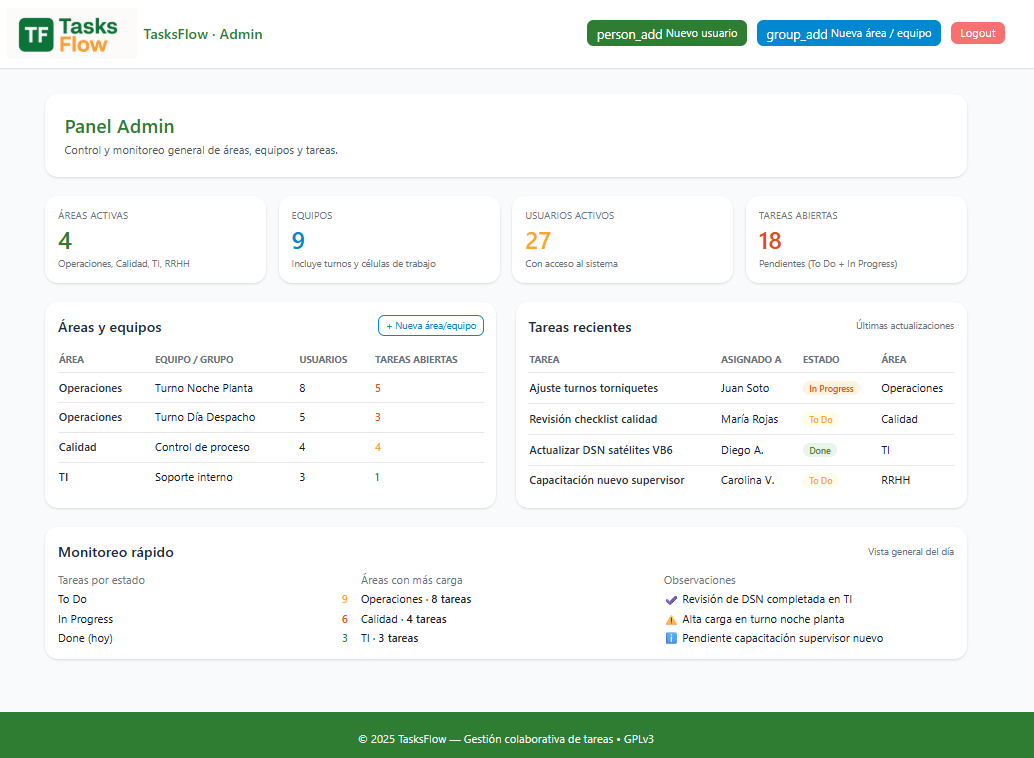 TF Tasks Flow TasksFlow · Admin person_add Nuevo usuario group_add Nueva área / equipo Logout
Panel Admin
Control y monitoreo general de áreas, equipos y tareas.
ÁREAS ACTIVAS
4
Operaciones, Calidad, TI, RRHH
EQUIPOS
9
Incluye turnos y células de trabajo
USUARIOS ACTIVOS
27
Con acceso al sistema
TAREAS ABIERTAS
18
Pendientes (To Do + In Progress)
Áreas y equipos + Nueva área/equipo
ÁREA EQUIPO / GRUPO USUARIOS TAREAS ABIERTAS
Operaciones Turno Noche Planta 8 5
Operaciones Turno Día Despacho 5 3
Calidad Control de proceso 4 4
TI Soporte interno 3 1
Tareas recientes Últimas actualizaciones
TAREA ASIGNADO A ESTADO ÁREA
Ajuste turnos torniquetes Juan Soto In Progress Operaciones
Revisión checklist calidad María Rojas To Do Calidad
Actualizar DSN satélites VB6 Diego A. Done TI
Capacitación nuevo supervisor Carolina V. To Do RRHH
Monitoreo rápido Vista general del día
Tareas por estado
To Do 9
In Progress 6
Done (hoy) 3
Áreas con más carga
Operaciones · 8 tareas
Calidad · 4 tareas
TI · 3 tareas
Observaciones
✔ Revisión de DSN completada en TI
⚠ Alta carga en turno noche planta
ℹ Pendiente capacitación supervisor nuevo
© 2025 TasksFlow — Gestión colaborativa de tareas • GPLv3